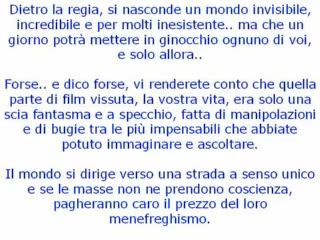 Dietro la regia, si nasconde un mondo invisibile,
incredibile e per molti inesistente.. ma che un
giorno potrà mettere in ginocchio ognuno di voi,
e solo allora..
Forse.. e dico forse, vi renderete conto che quella
parte di film vissuta, la vostra vita, era solo una
scia fantasma e a specchio, fatta di manipolazioni
e di bugie tra le più impensabili che abbiate
potuto immaginare e ascoltare.
Il mondo si dirige verso una strada a senso unico
e se le masse non ne prendono coscienza,
pagheranno caro il prezzo del loro
menefreghismo.